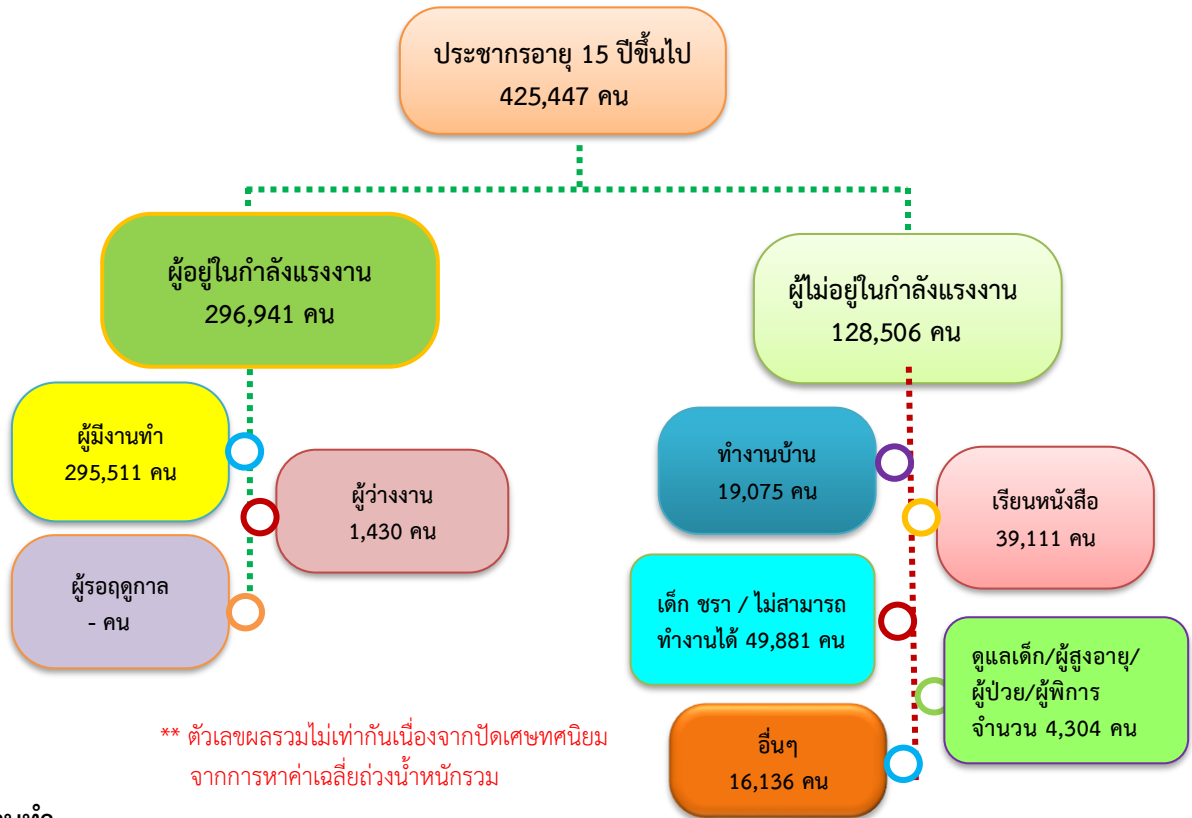 ประชากรอายุ 15 ปีขึ้นไป
425,447 คน
ผู้อยู่ในกำลังแรงงาน
296,941 คน
ผู้ไม่อยู่ในกำลังแรงงาน
128,506 คน
ผู้มีงานทำ
295,511 คน
ผู้ว่างงาน
1,430 คน
ผู้รอฤดูกาล
- คน
ทำงานบ้าน
19,075 คน
เรียนหนังสือ
39,111 คน
เด็ก ชรา / ไม่สามารถ
ทำงานได้ 49,881 คน
ดูแลเด็ก/ผู้สูงอายุ/
ผู้ป่วย/ผู้พิการ
จำนวน 4,304 คน
อื่นๆ
16,136 คน
** ตัวเลขผลรวมไม่เท่ากันเนื่องจากปัดเศษทศนิยม
จากการหาค่าเฉลี่ยถ่วงน้ำหนักรวม